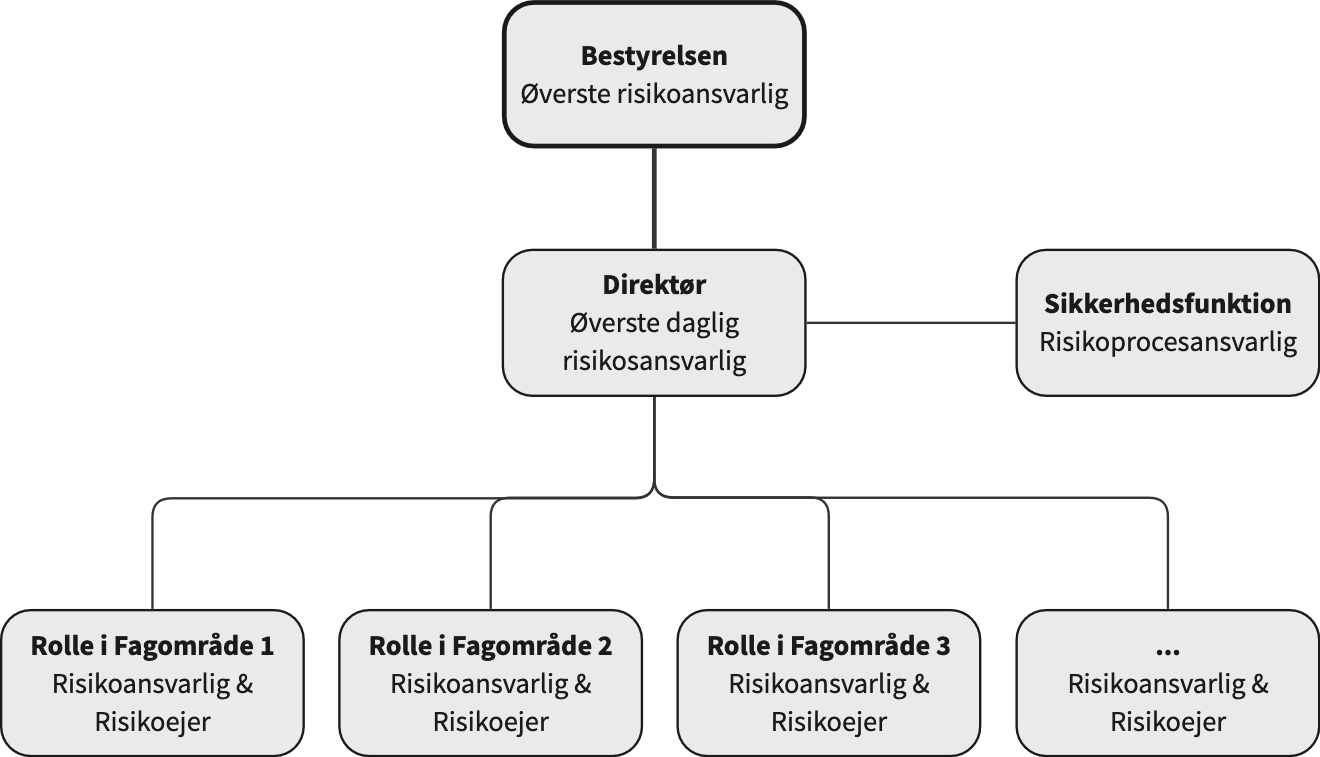 Bestyrelsen
Øverste risikoansvarlig
Direktør
Øverste daglig
risikosansvarlig
Sikkerhedsfunktion
Risikoprocesansvarlig
Rolle i Fagområde 1
Risikoansvarlig &
Risikoejer
Rolle i Fagområde 2
Risikoansvarlig &
Risikoejer
Rolle i Fagområde 3
Risikoansvarlig &
Risikoejer
...
Risikoansvarlig &
Risikoejer